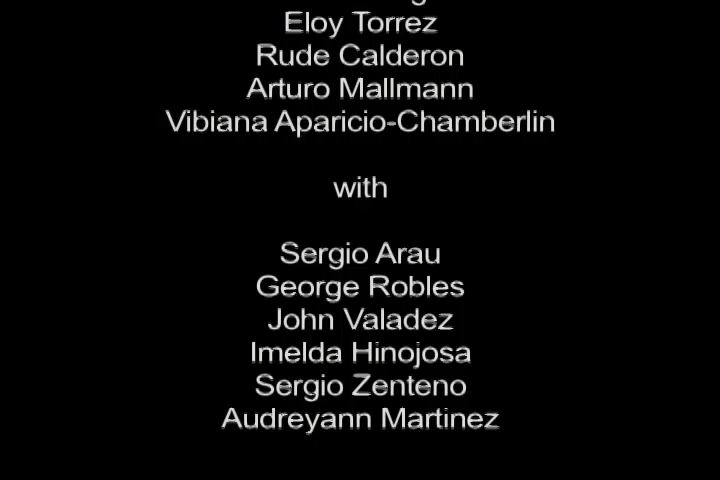 Eloy Torrez
Rude Calderon
Arturo Mallmann
Vibiana Aparicio-Chamberlin
with
Sergio Arau
George Robles
John Valadez
Imelda Hinojosa
Sergio Zenteno
Audreyann Martinez